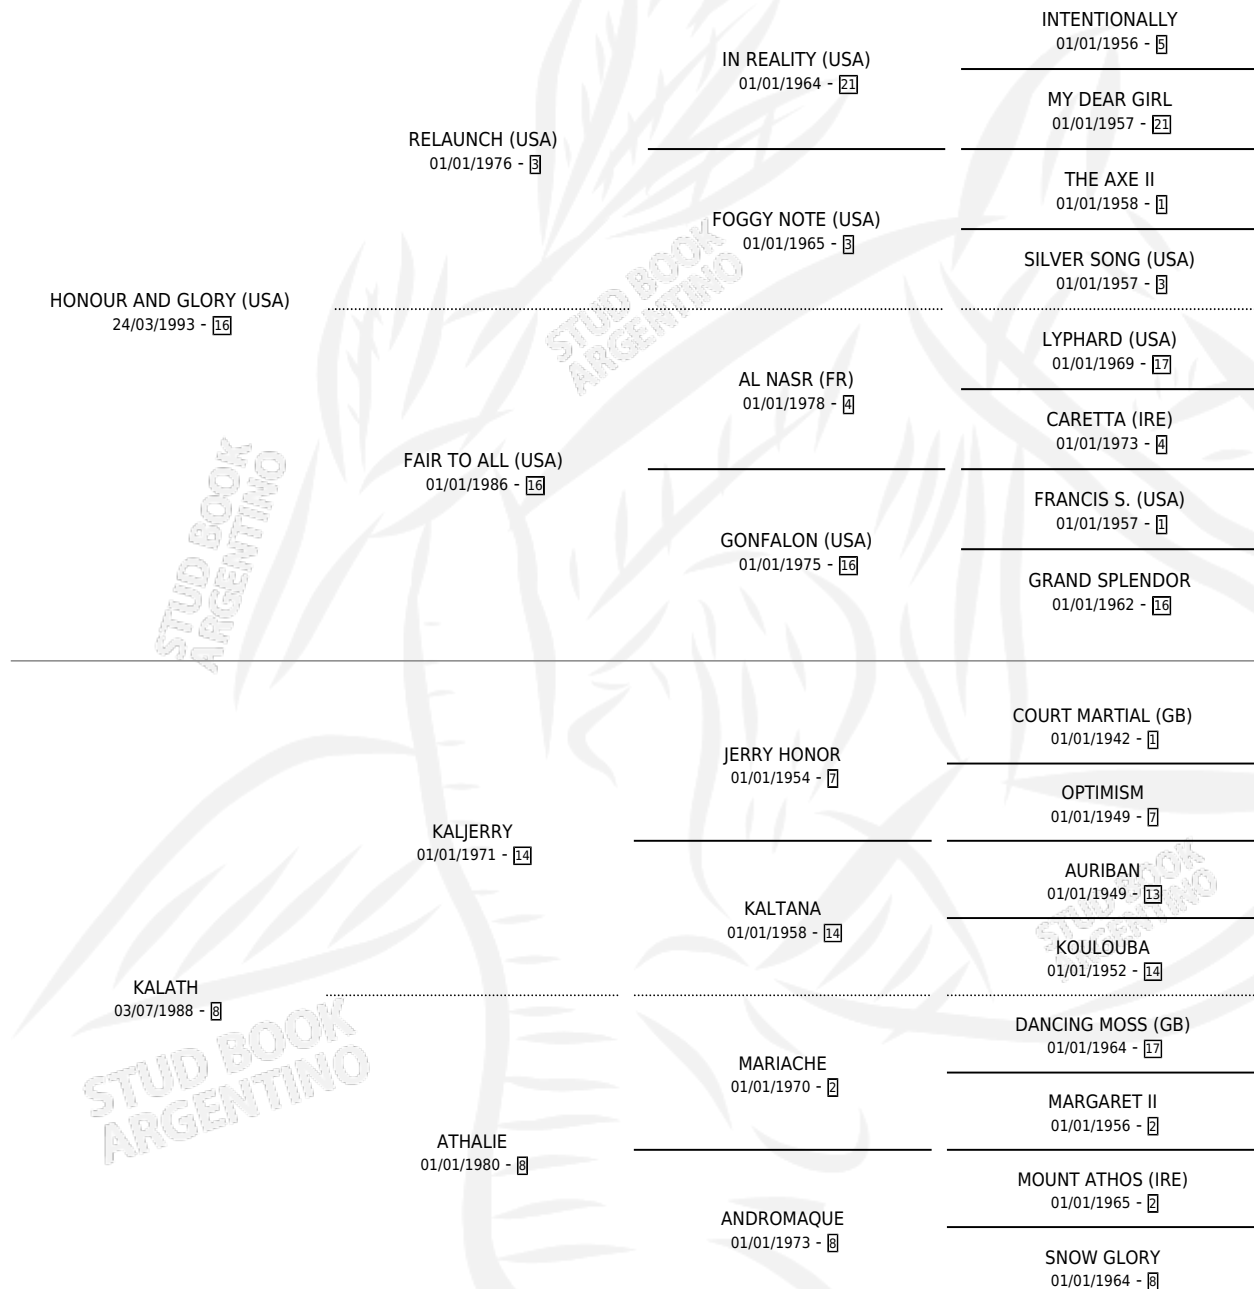 INTENTIONALLY
01/01/1956 - 5
IN REALITY (USA)
01/01/1964 - 21
MY DEAR GIRL
01/01/1957 - 21
RELAUNCH (USA)
01/01/1976 - 3
THE AXE II
01/01/1958 - 1
FOGGY NOTE (USA)
01/01/1965 - 3
SILVER SONG (USA)
01/01/1957 - 3
HONOUR AND GLORY (USA)
24/03/1993 - 16
LYPHARD (USA)
01/01/1969 - 17
AL NASR (FR)
01/01/1978 - 4
CARETTA (IRE)
01/01/1973 - 4
FAIR TO ALL (USA)
01/01/1986 - 16
FRANCIS S. (USA)
01/01/1957 - 1
GONFALON (USA)
01/01/1975 - 16
GRAND SPLENDOR
01/01/1962 - 16
COURT MARTIAL (GB)
01/01/1942 - 1
JERRY HONOR
01/01/1954 - 7
OPTIMISM
01/01/1949 - 7
KALJERRY
01/01/1971 - 14
AURIBAN
01/01/1949 - 13
KALTANA
01/01/1958 - 14
KOULOUBA
01/01/1952 - 14
KALATH
03/07/1988 - 8
DANCING MOSS (GB)
01/01/1964 - 17
MARIACHE
01/01/1970 - 2
MARGARET II
01/01/1956 - 2
ATHALIE
01/01/1980 - 8
MOUNT ATHOS (IRE)
01/01/1965 - 2
ANDROMAQUE
01/01/1973 - 8
SNOW GLORY
01/01/1964 - 8
STUD BOOK
ARGENTINO
STUD BOOK
ARGENTINO
STUD BOOK
ARGENTINO
STUD BOOK
ARGENTINO